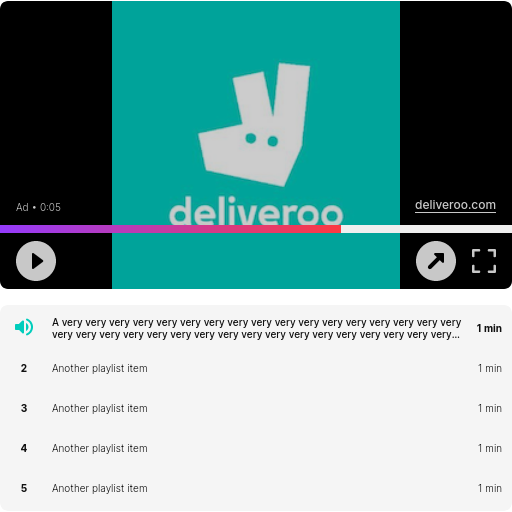 deliveroo
Ad • 0:05
deliveroo.com
A very very very very very very very very very very very very very very very very very
very very very very very very very very very very very very very very very very very...
1 min
2 Another playlist item 1 min
3 Another playlist item 1 min
4 Another playlist item 1 min
5 Another playlist item 1 min